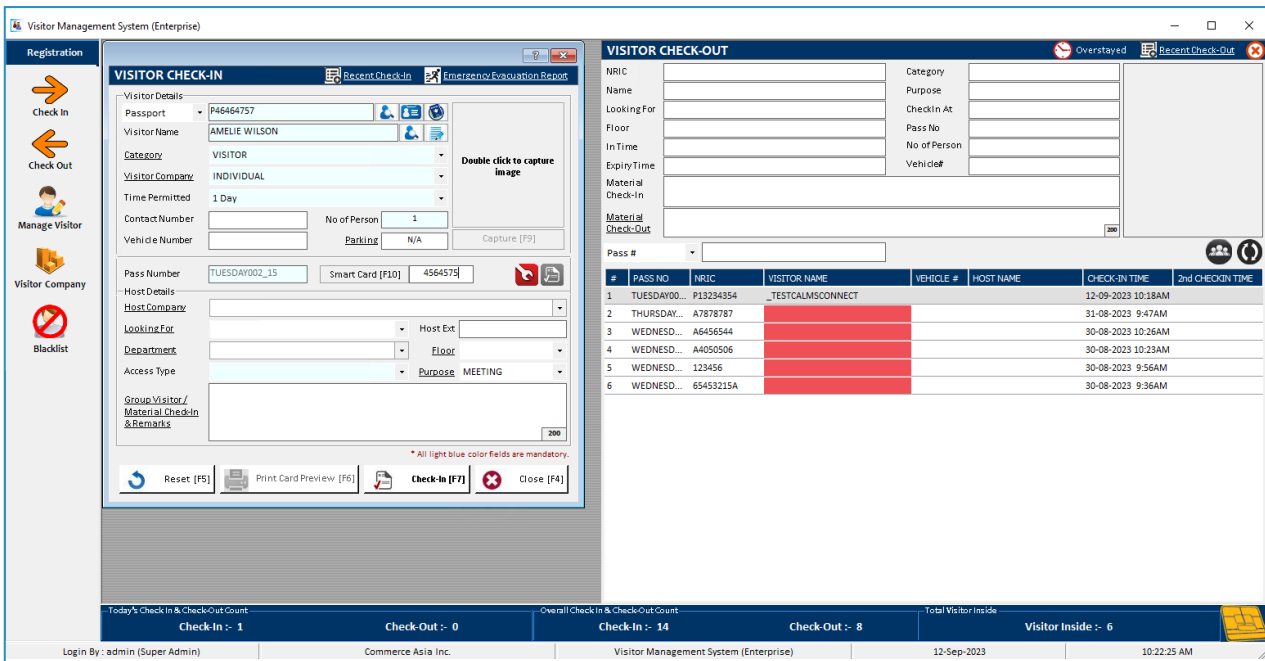 Visitor Management System (Enterprise)
Registration
Check In
Check Out
Manage Visitor
Visitor Company
Blacklist
VISITOR CHECK-IN
Recent Check-In
Emergency Evacuation Report
Visitor Details
Passport P46464757
Visitor Name AMELIE WILSON
Category VISITOR
Visitor Company INDIVIDUAL
Time Permitted 1 Day
Contact Number No of Person 1
Vehicle Number Parking N/A
Double click to capture
image
Capture [F9]
Pass Number TUESDAY002_15 Smart Card [F10] 4564575
Host Details
Host Company
Looking For Host Ext
Department Floor
Access Type Purpose MEETING
Group Visitor /
Material Check-In
& Remarks
200
* All light blue color fields are mandatory.
Reset [F5] Print Card Preview [F6] Check-In [F7] Close [F4]
VISITOR CHECK-OUT Overstayed Recent Check-Out
NRIC Category
Name Purpose
Looking For CheckIn At
Floor Pass No
In Time No of Person
Expiry Time Vehicle#
Material
Check-In
Material
Check-Out
200
Pass #
# PASS NO NRIC VISITOR NAME VEHICLE # HOST NAME CHECK-IN TIME 2nd CHECKIN TIME
1 TUESDAY00... P13234354 _TESTCALMSCONNECT 12-09-2023 10:18AM
2 THURSDAY... A7878787 31-08-2023 9:47AM
3 WEDNESD... A6456544 30-08-2023 10:26AM
4 WEDNESD... A4050506 30-08-2023 10:23AM
5 WEDNESD... 123456 30-08-2023 9:56AM
6 WEDNESD... 65453215A 30-08-2023 9:36AM
Today's Check In & Check-Out Count Overall Check In & Check-Out Count Total Visitor Inside
Check-In :- 1 Check-Out :- 0 Check-In :- 14 Check-Out :- 8 Visitor Inside :- 6
Login By : admin (Super Admin) Commerce Asia Inc. Visitor Management System (Enterprise) 12-Sep-2023 10:22:25 AM